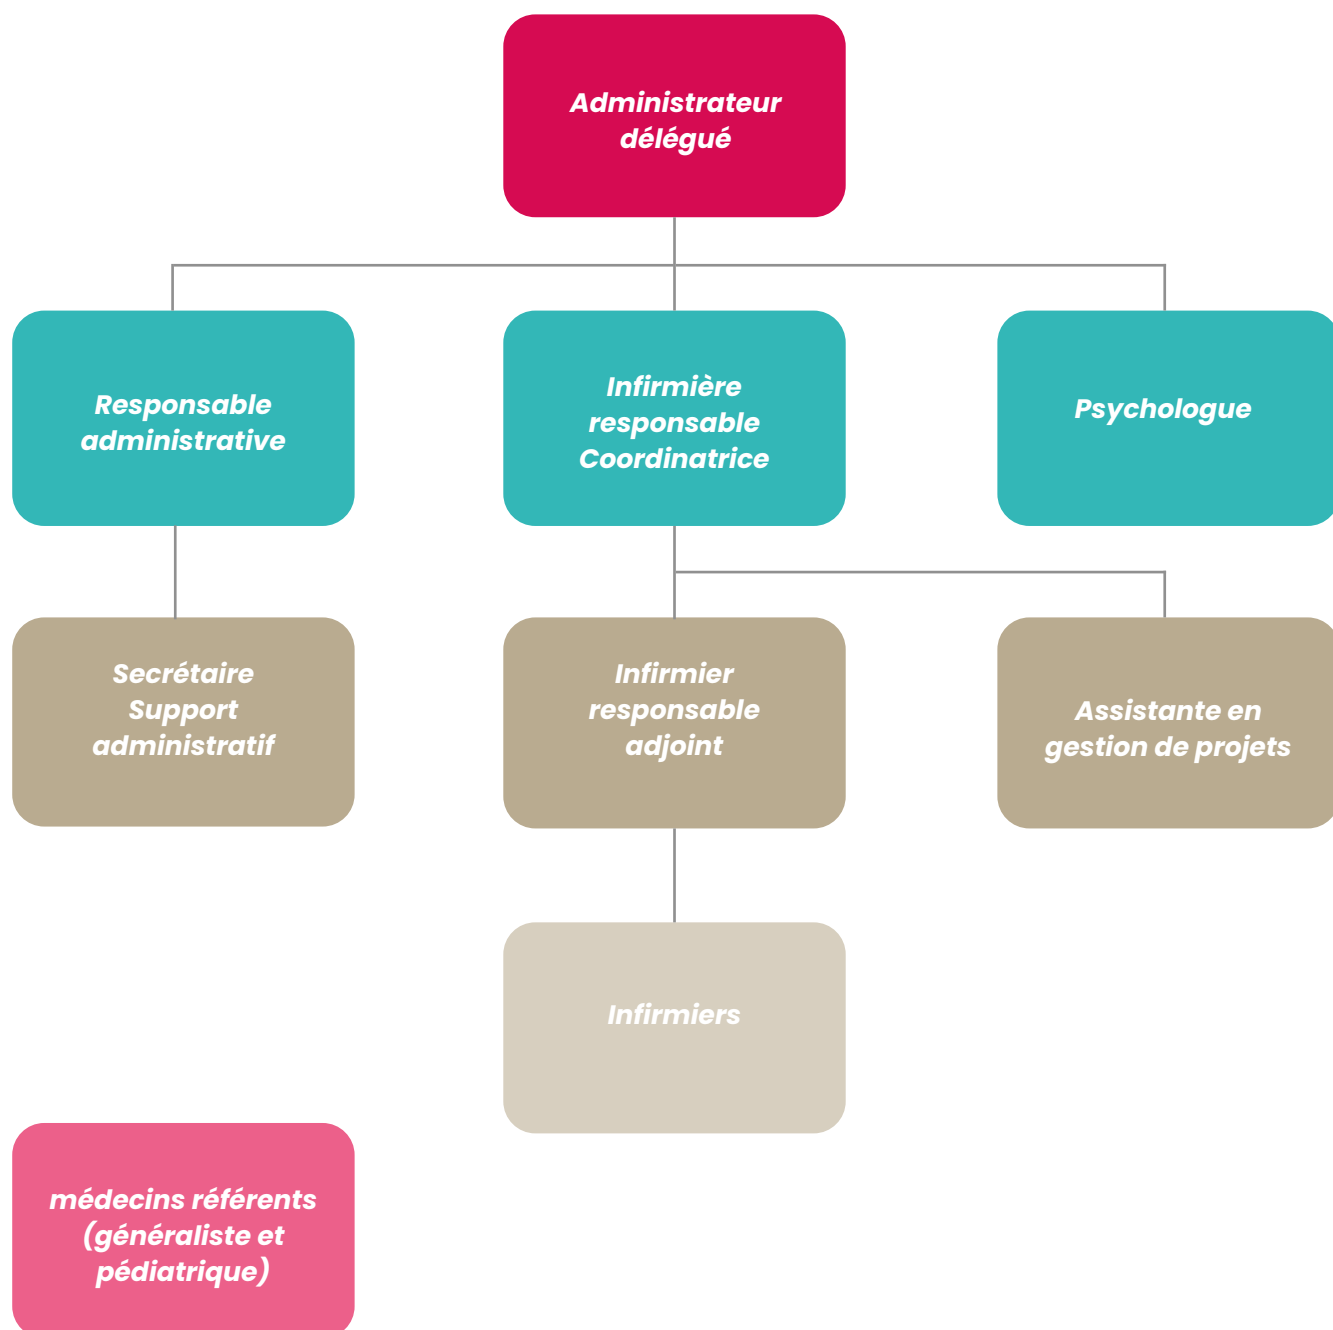 Administrateur
délégué
Responsable
administrative
Infirmière
responsable
Coordinatrice
Psychologue
Secrétaire
Support
administratif
Infirmier
responsable
adjoint
Assistante en
gestion de projets
Infirmiers
médecins référents
(généraliste et
pédiatrique)